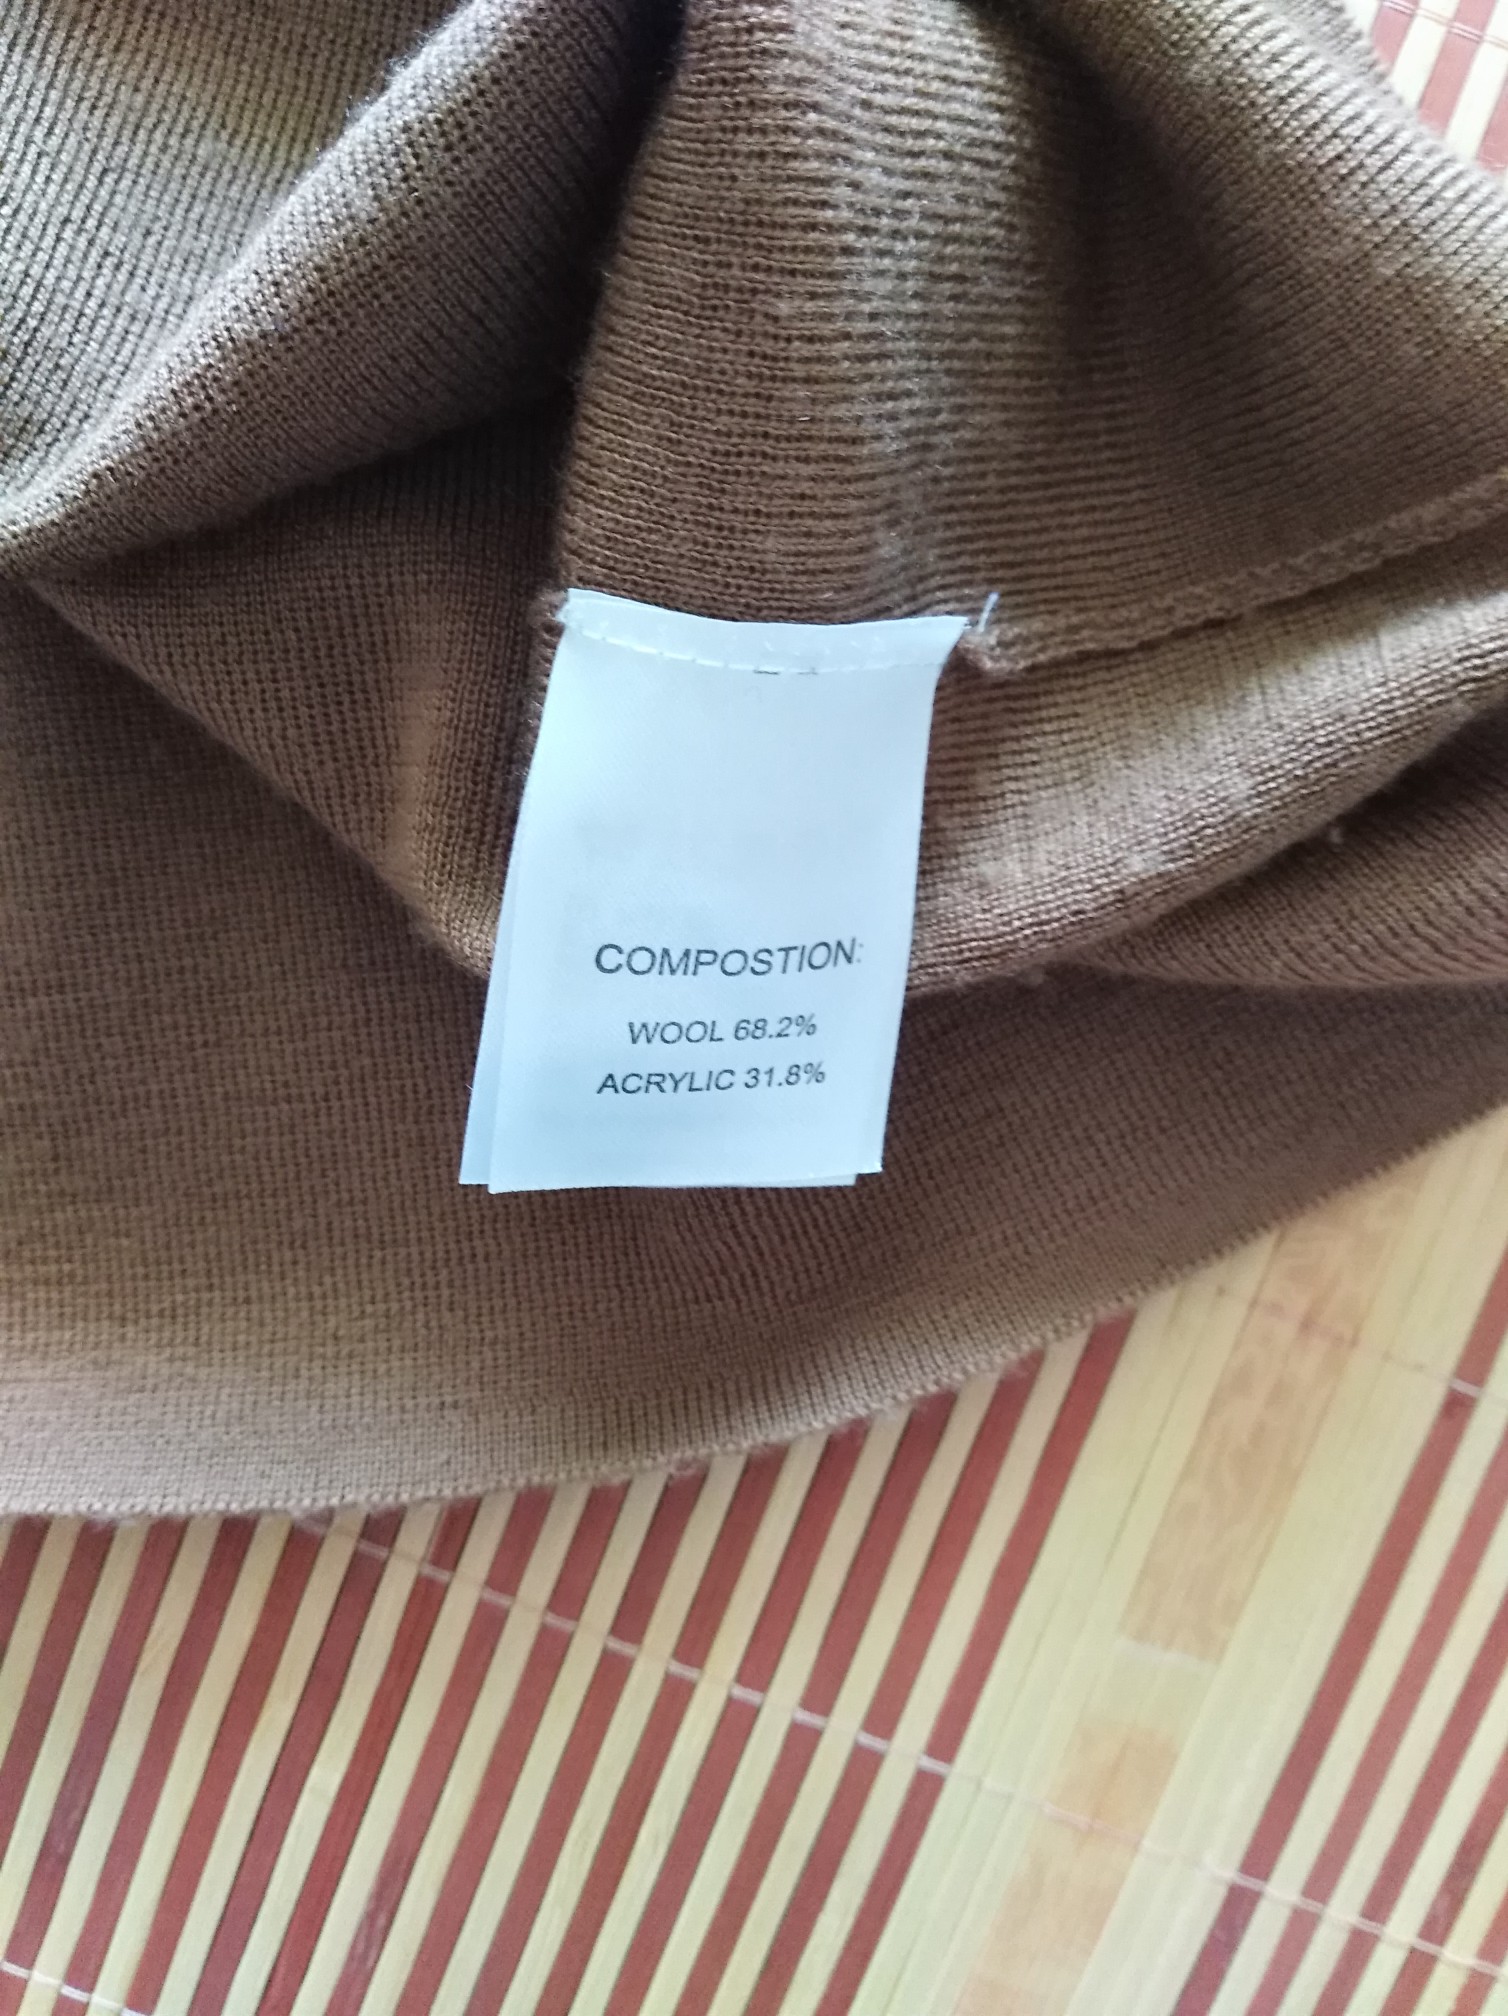 COMPOSTION:
WOOL 68.2%
ACRYLIC 31.8%